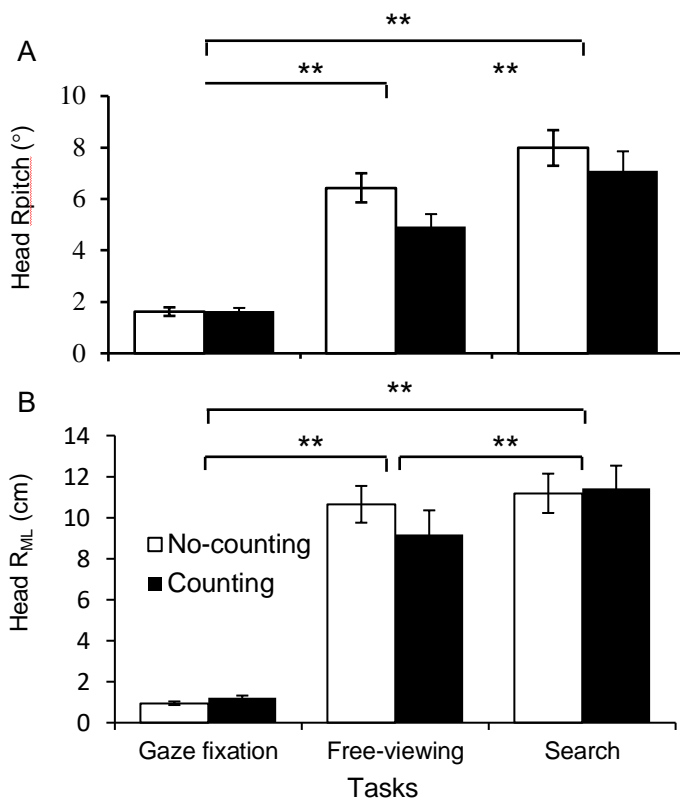 **
A
** **
10
8
6
4
2
0
Head Rpitch (°)
**
B
** **
14
12
10
8
6
4
2
0
Head RML (cm)
No-counting
Counting
Gaze fixation Free-viewing Search
Tasks